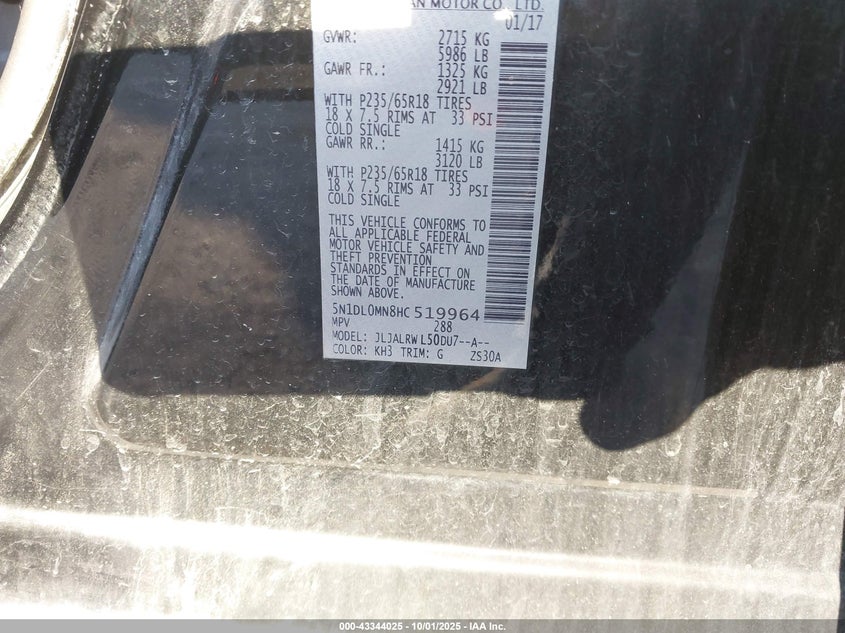 AN MOTOR CO., LTD.
01/17
GVWR: 2715 KG
5986 LB
GAWR FR.: 1325 KG
2921 LB
WITH P235/65R18 TIRES
18 X 7.5 RIMS AT 33 PSI
COLD SINGLE
GAWR RR.: 1415 KG
3120 LB
WITH P235/65R18 TIRES
18 X 7.5 RIMS AT 33 PSI
COLD SINGLE
THIS VEHICLE CONFORMS TO
ALL APPLICABLE FEDERAL
MOTOR VEHICLE SAFETY AND
THEFT PREVENTION
STANDARDS IN EFFECT ON
THE DATE OF MANUFACTURE
SHOWN ABOVE.
5N1DL0MN8HC519964
MPV 288
MODEL: JLJALRWL50DU7--A--
COLOR: KH3 TRIM: G ZS30A
000-43344025 - 10/01/2025 - IAA Inc.